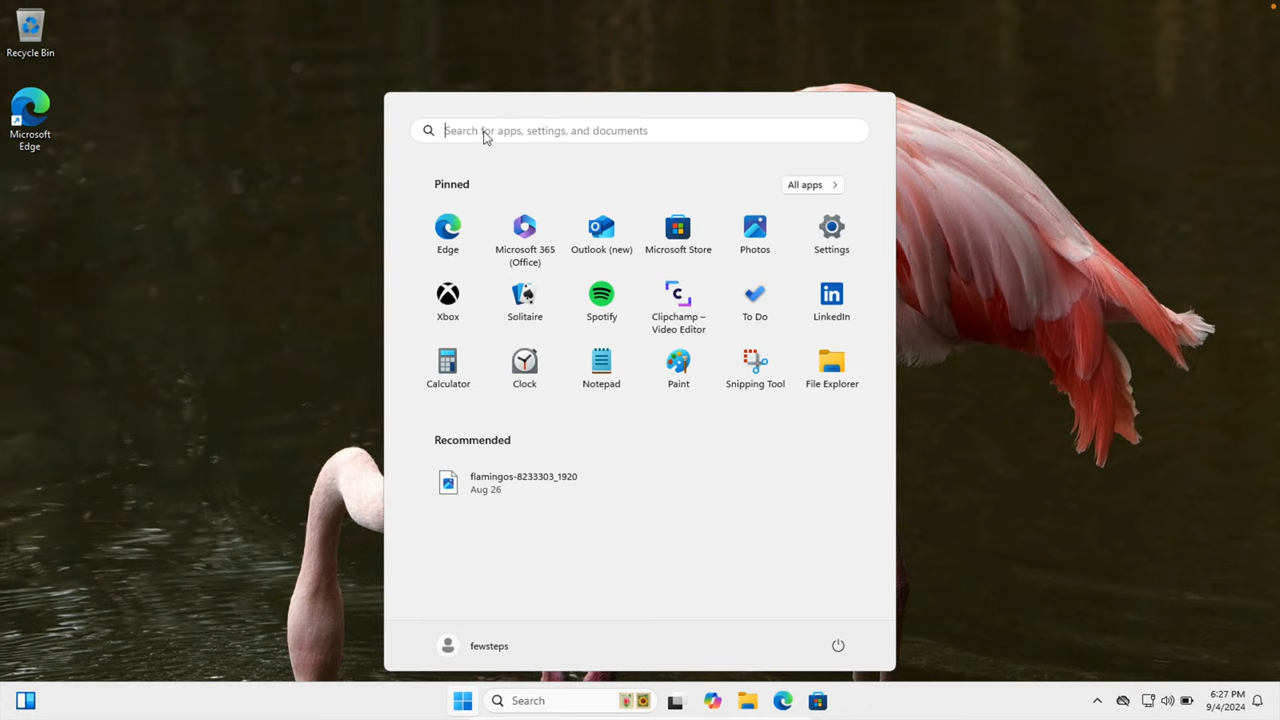 Recycle Bin
Microsoft
Edge
Search for apps, settings, and documents
Pinned
All apps
Edge
Microsoft 365
(Office)
Outlook (new)
Microsoft Store
Photos
Settings
Xbox
Solitaire
Spotify
Clipchamp –
Video Editor
To Do
LinkedIn
Calculator
Clock
Notepad
Paint
Snipping Tool
File Explorer
Recommended
flamingos-8233303_1920
Aug 26
fewsteps
Search
6:27 PM
9/4/2024